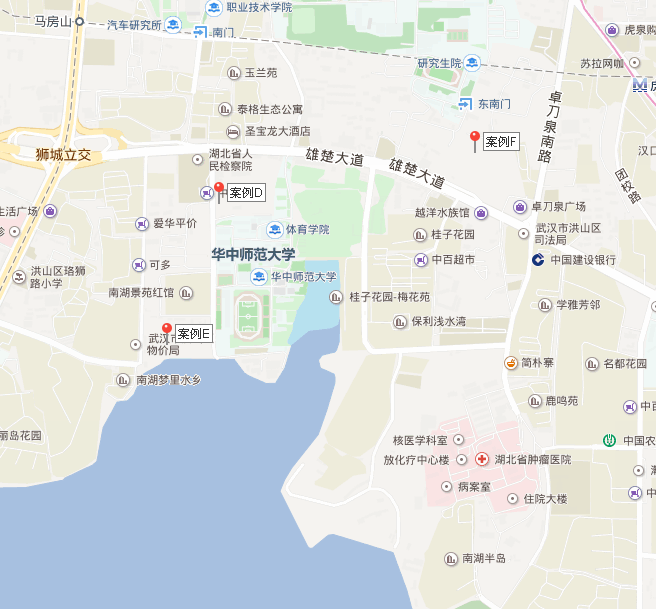 职业技术学院
马房山
汽车研究所
南门
虎泉购
研究生院
苏拉网咖
玉兰苑
东南门
泰格生态公寓
卓刀泉南路
圣宝龙大酒店
案例F
汉口
狮城立交
湖北省人
民检察院
雄楚大道
雄楚大道
团校路
案例D
生活广场
越洋水族馆
卓刀泉广场
爱华平价
体育学院
桂子花园
武汉市洪山区
司法局
华中师范大学
中百超市
中国建设银行
可多
洪山区珞狮
路小学
华中师范大学
南湖景苑红馆
桂子花园-梅花苑
学雅芳邻
保利浅水湾
案例E
武汉市
物价局
简朴寨
名都花园
南湖梦里水乡
鹿鸣苑
中百
丽岛花园
核医学科室
中国农
放化疗中心楼
湖北省肿瘤医院
病案室
住院大楼
中
南湖半岛